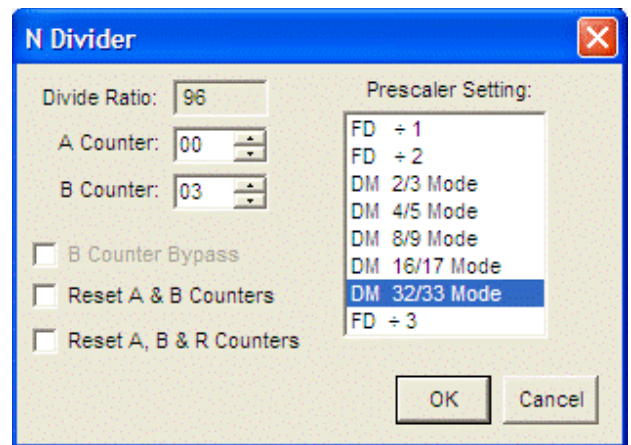 N Divider
Divide Ratio: 96
A Counter: 00
B Counter: 03
B Counter Bypass
Reset A & B Counters
Reset A, B & R Counters
Prescaler Setting:
FD ÷ 1
FD ÷ 2
DM 2/3 Mode
DM 4/5 Mode
DM 8/9 Mode
DM 16/17 Mode
DM 32/33 Mode
FD ÷ 3
OK
Cancel